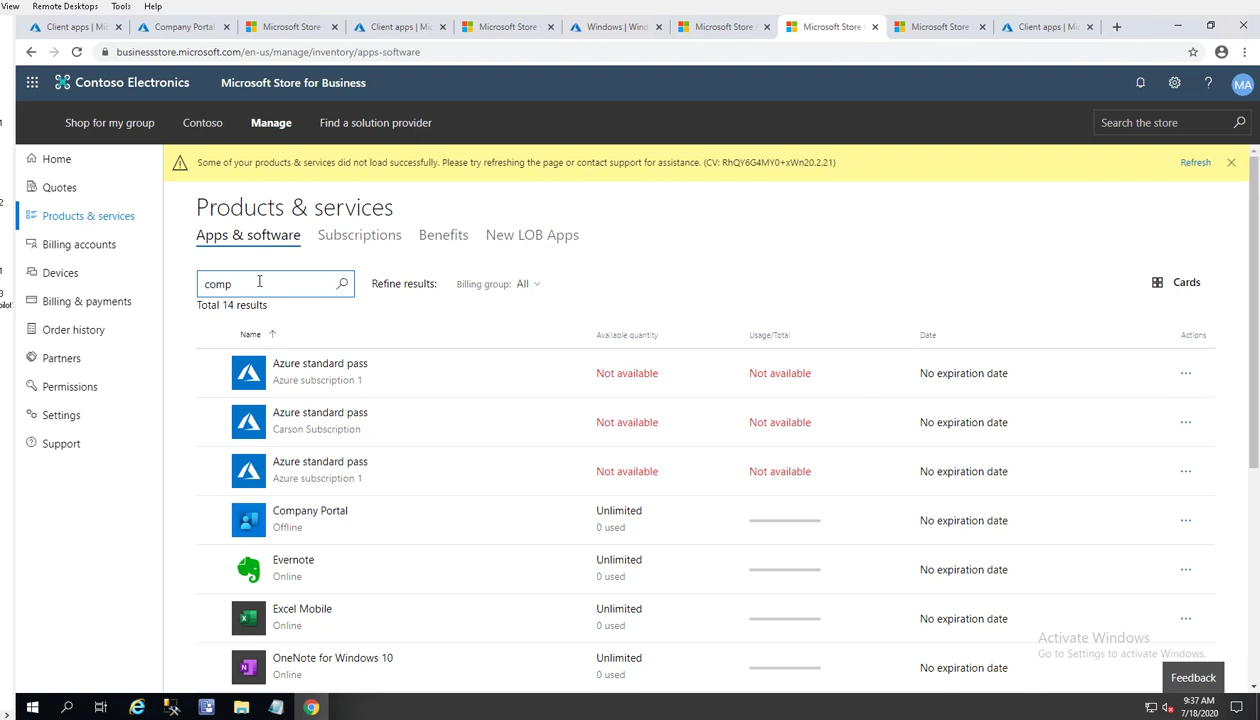 View Remote Desktops Tools Help
Client apps | Mic
Company Portal
Microsoft Store
Client apps | Mic
Microsoft Store
Windows | Wind
Microsoft Store
Microsoft Store
Microsoft Store
Client apps | Mic
businessstore.microsoft.com/en-us/manage/inventory/apps-software
Contoso Electronics
Microsoft Store for Business
MA
Shop for my group
Contoso
Manage
Find a solution provider
Search the store
Home
Quotes
Products & services
Billing accounts
Devices
Billing & payments
Order history
Partners
Permissions
Settings
Support
Some of your products & services did not load successfully. Please try refreshing the page or contact support for assistance. (CV: RhQY6G4MY0+xWn20.2.21)
Refresh
Products & services
Apps & software
Subscriptions
Benefits
New LOB Apps
comp
Refine results:
Billing group: All
Cards
Total 14 results
Name
Available quantity
Usage/Total
Date
Actions
Azure standard pass
Azure subscription 1
Not available
Not available
No expiration date
Azure standard pass
Carson Subscription
Not available
Not available
No expiration date
Azure standard pass
Azure subscription 1
Not available
Not available
No expiration date
Company Portal
Offline
Unlimited
0 used
No expiration date
Evernote
Online
Unlimited
0 used
No expiration date
Excel Mobile
Online
Unlimited
0 used
No expiration date
OneNote for Windows 10
Online
Unlimited
0 used
No expiration date
Activate Windows
Go to Settings to activate Windows.
Feedback
9:37 AM
7/18/2020